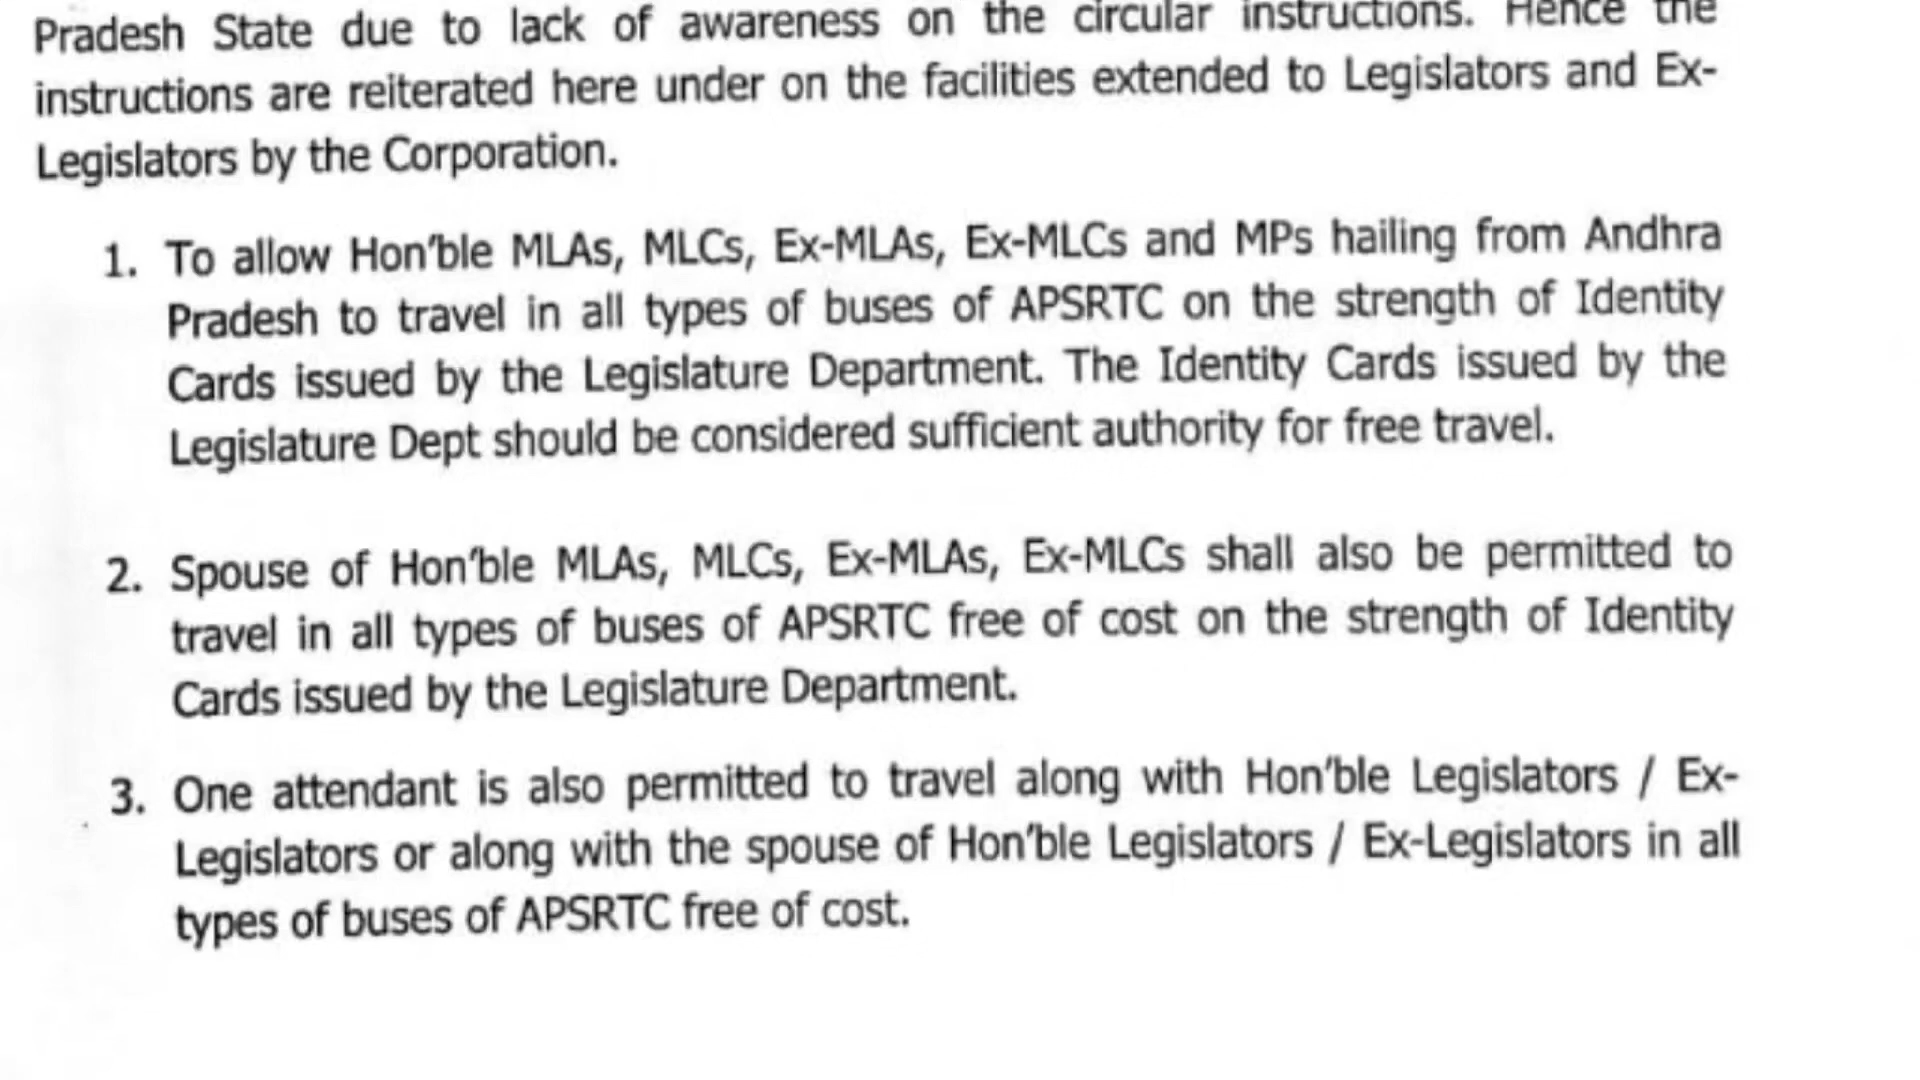 Pradesh State due to lack of awareness on the circular instructions. Hence the
instructions are reiterated here under on the facilities extended to Legislators and Ex-
Legislators by the Corporation.
1. To allow Hon'ble MLAs, MLCs, Ex-MLAs, Ex-MLCs and MPs hailing from Andhra
Pradesh to travel in all types of buses of APSRTC on the strength of Identity
Cards issued by the Legislature Department. The Identity Cards issued by the
Legislature Dept should be considered sufficient authority for free travel.
2. Spouse of Hon'ble MLAs, MLCs, Ex-MLAs, Ex-MLCs shall also be permitted to
travel in all types of buses of APSRTC free of cost on the strength of Identity
Cards issued by the Legislature Department.
3. One attendant is also permitted to travel along with Hon'ble Legislators / Ex-
Legislators or along with the spouse of Hon'ble Legislators / Ex-Legislators in all
types of buses of APSRTC free of cost.